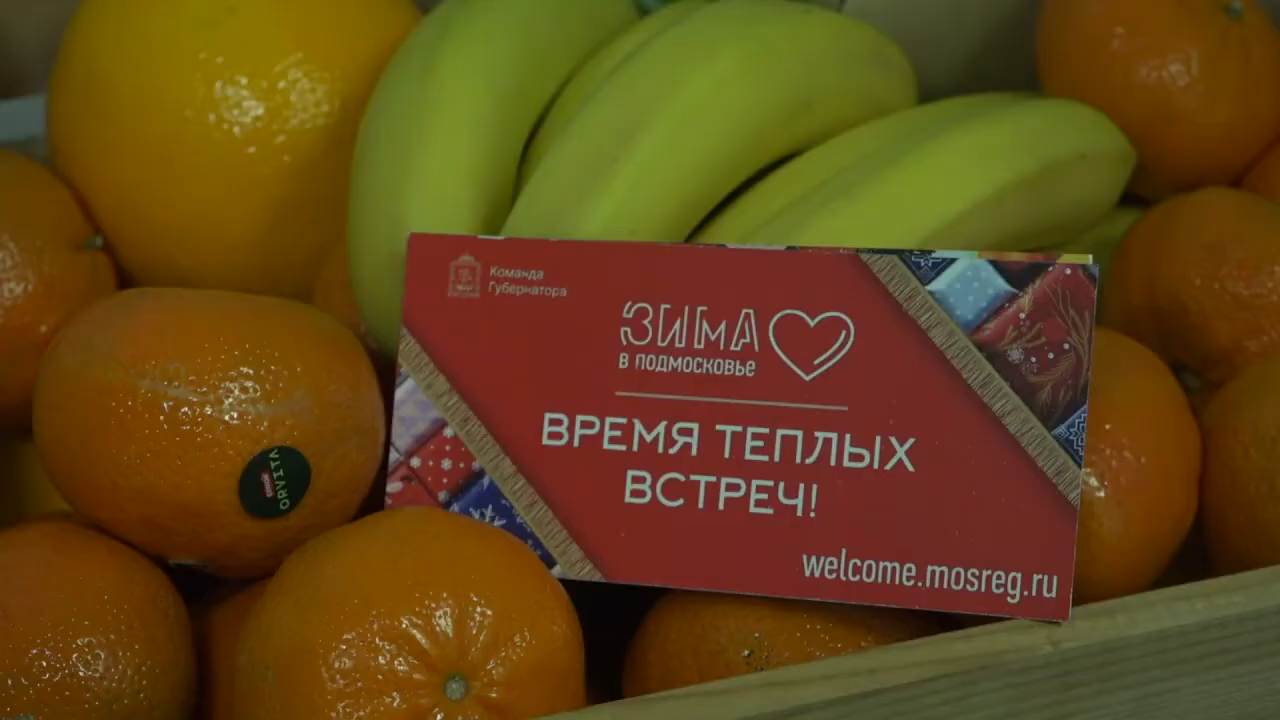 Команда
Губернатора
ЗИМА
В ПОДМОСКОВЬЕ
ВРЕМЯ ТЕПЛЫХ
ВСТРЕЧ!
welcome.mosreg.ru
ORVITA